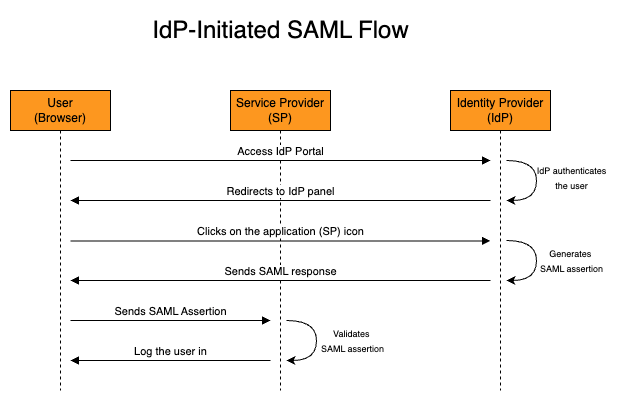 IdP-Initiated SAML Flow
User
(Browser)
Service Provider
(SP)
Identity Provider
(IdP)
Access IdP Portal
IdP authenticates
the user
Redirects to IdP panel
Clicks on the application (SP) icon
Generates
SAML assertion
Sends SAML response
Sends SAML Assertion
Validates
SAML assertion
Log the user in